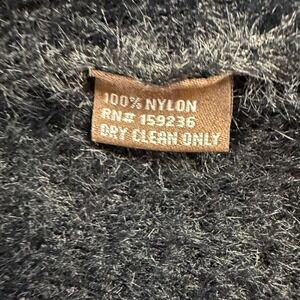 100% NYLON
RN# 159236
DRY CLEAN ONLY